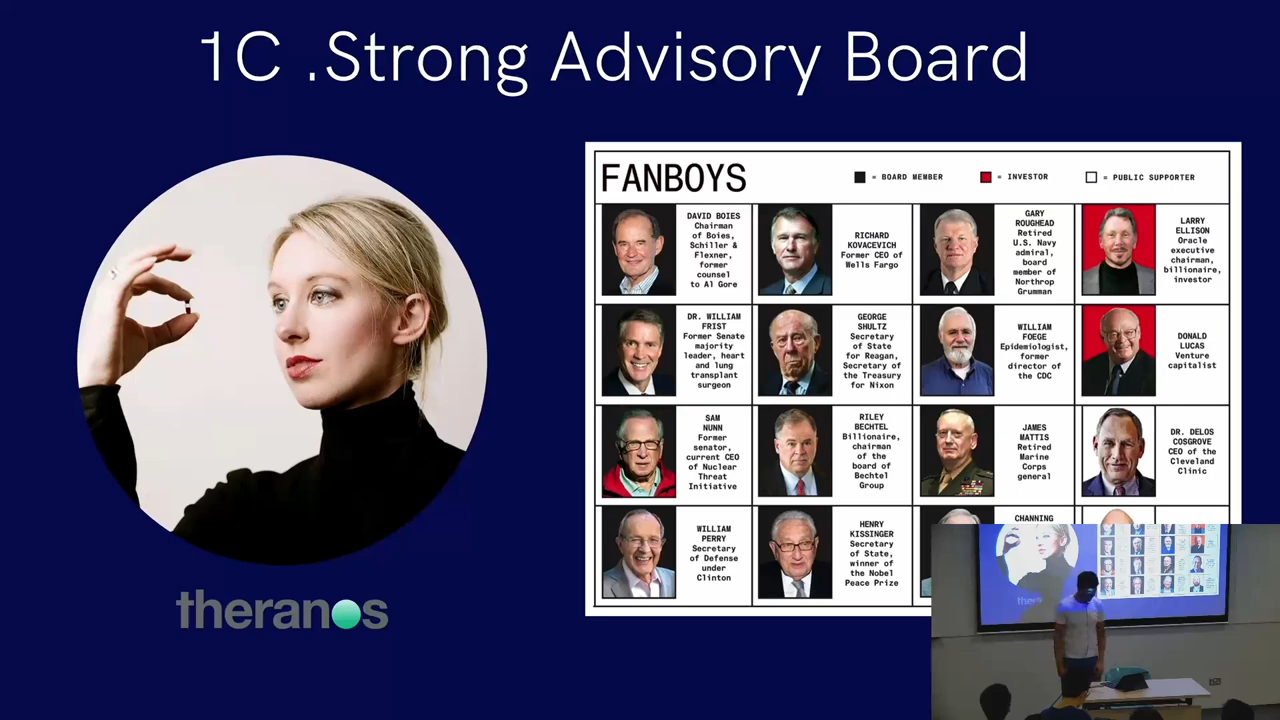 1C .Strong Advisory Board
theranos
FANBOYS
= BOARD MEMBER
= INVESTOR
= PUBLIC SUPPORTER
DAVID BOIES
Chairman
of Boies,
Schiller &
Flexner,
former
counsel
to Al Gore
RICHARD
KOVACEVICH
Former CEO of
Wells Fargo
GARY
ROUGHEAD
Retired
U.S. Navy
admiral,
board
member of
Northrop
Grumman
LARRY
ELLISON
Oracle
executive
chairman,
billionaire,
investor
DR. WILLIAM
FRIST
Former Senate
majority
leader, heart
and lung
transplant
surgeon
GEORGE
SHULTZ
Secretary
of State
for Reagan,
Secretary of
the Treasury
for Nixon
WILLIAM
FOEGE
Epidemiologist,
former
director of
the CDC
DONALD
LUCAS
Venture
capitalist
SAM
NUNN
Former
senator,
current CEO
of Nuclear
Threat
Initiative
RILEY
BECHTEL
Billionaire,
chairman
of the
board of
Bechtel
Group
JAMES
MATTIS
Retired
Marine
Corps
general
DR. DELOS
COSGROVE
CEO of the
Cleveland
Clinic
WILLIAM
PERRY
Secretary
of Defense
under
Clinton
HENRY
KISSINGER
Secretary
of State,
winner of
the Nobel
Peace Prize
CHANNING